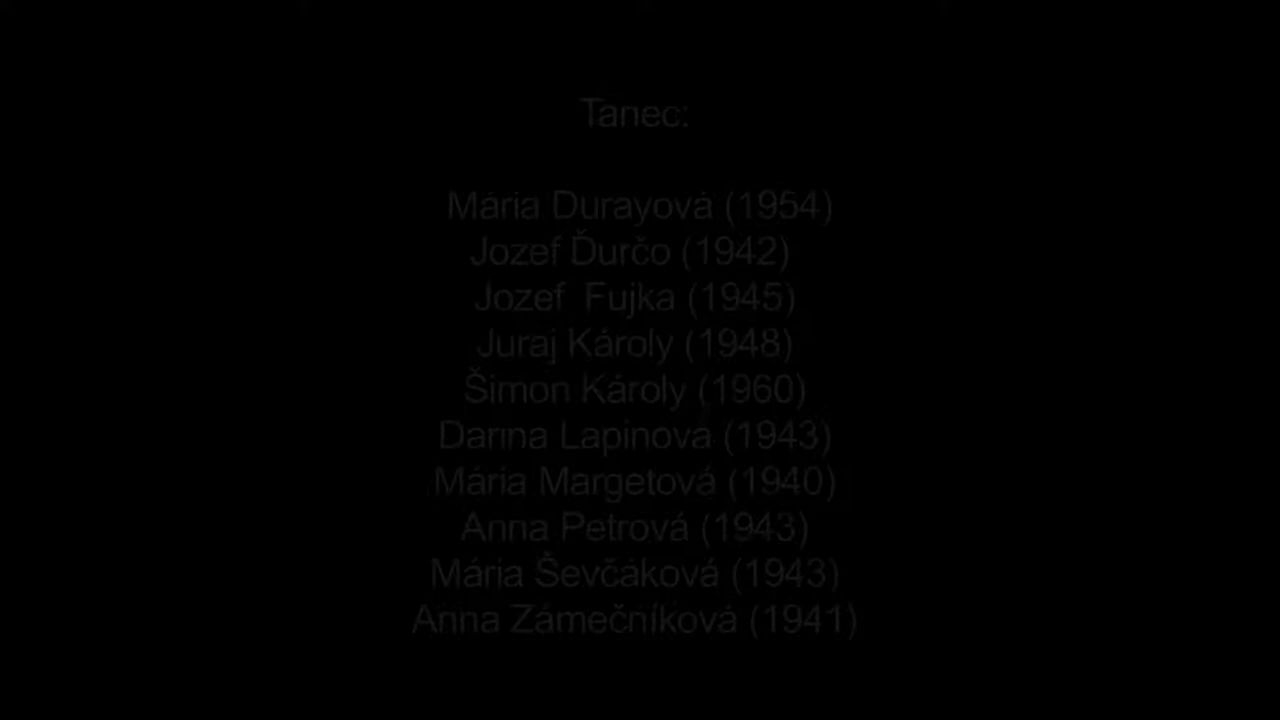 Tanec:
Mária Durayová (1954)
Jozef Ďurčo (1942)
Jozef Fujka (1945)
Juraj Károly (1948)
Šimon Károly (1960)
Darina Lapinová (1943)
Mária Margetová (1940)
Anna Petrová (1943)
Mária Ševčáková (1943)
Anna Zámečníková (1941)